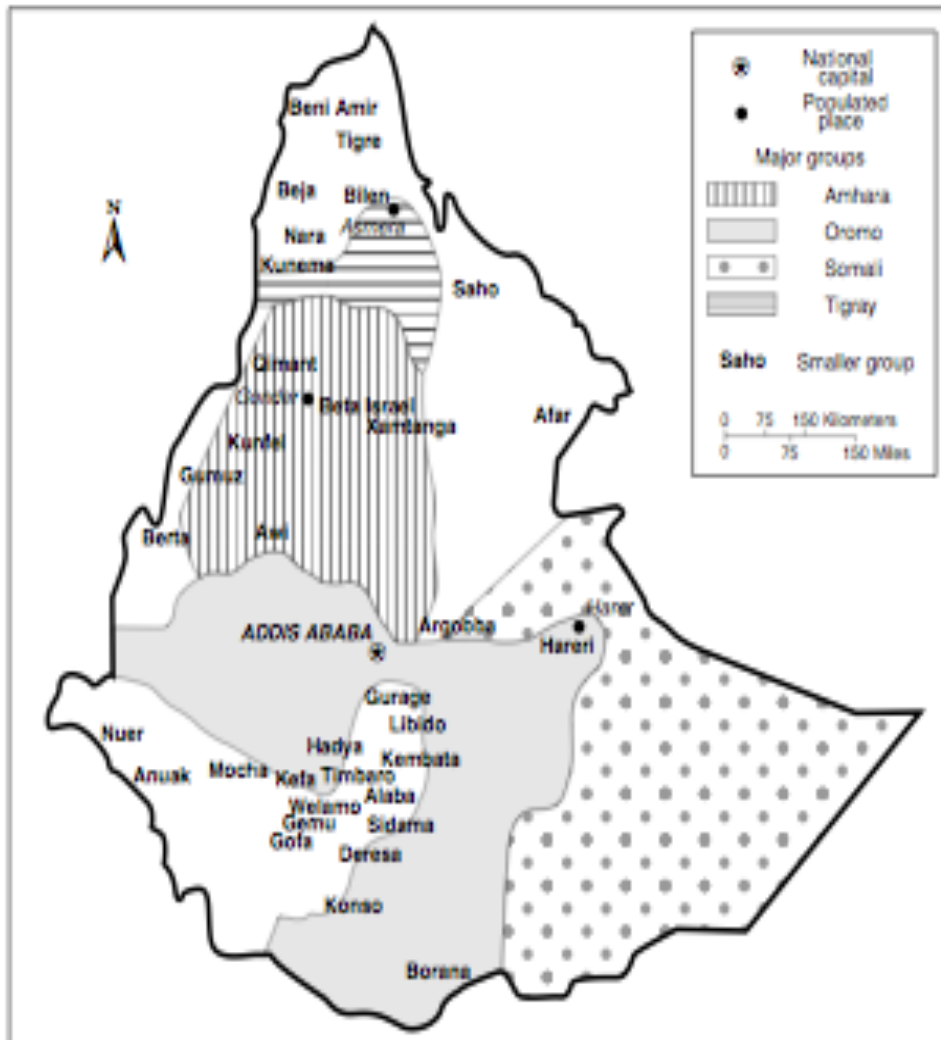 National
capital
Populated
place
Major groups
Amhara
Oromo
Somali
Tigray
Saho Smaller group
0 75 150 Kilometers
0 75 150 Miles
N
Beni Amir
Tigre
Beja
Bilen
Asmera
Nara
Kunema
Saho
Qimant
Gonder
Beta Israel
Xamtanga
Afar
Kunfel
Gumuz
Berta
Awi
Argobba
Harer
Hareri
ADDIS ABABA
Gurage
Libido
Nuer
Hadya
Kembata
Anuak
Mocha
Kefa
Timbaro
Alaba
Welamo
Gemu
Sidama
Gofa
Deresa
Konso
Borana